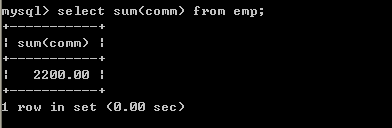 mysql> select sum(comm) from emp;
+-----------+
| sum(comm) |
+-----------+
|   2200.00 |
+-----------+
1 row in set (0.00 sec)